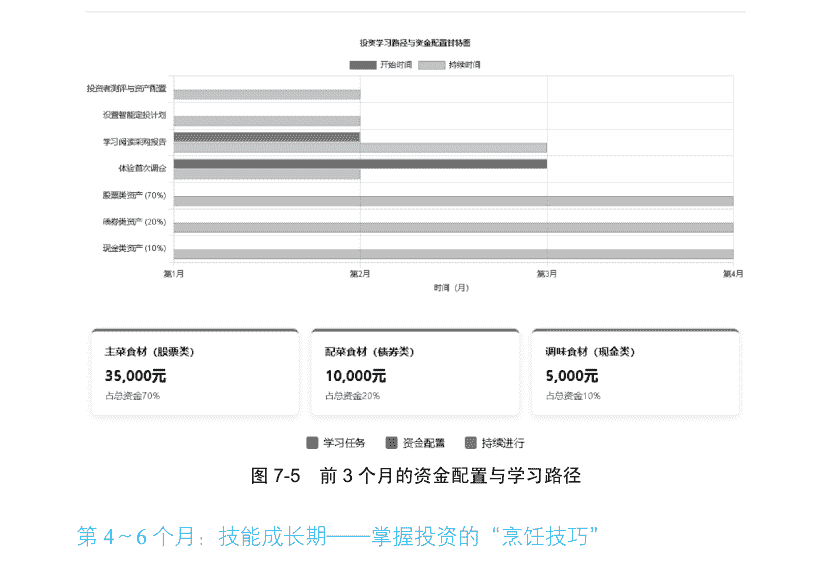 投资学习路径与资金配置甘特图
开始时间 持续时间
投资者测评与资产配置
设置智能定投计划
学习阅读采购报告
体验首次调仓
股票类资产 (70%)
债券类资产 (20%)
现金类资产 (10%)
第1月 第2月 第3月 第4月
时间（月）
主菜食材（股票类） 配菜食材（债券类） 调味食材（现金类）
35,000元 10,000元 5,000元
占总资金70% 占总资金20% 占总资金10%
学习任务 资金配置 持续进行
图 7-5 前 3 个月的资金配置与学习路径
第 4～6 个月：技能成长期——掌握投资的“烹饪技巧”